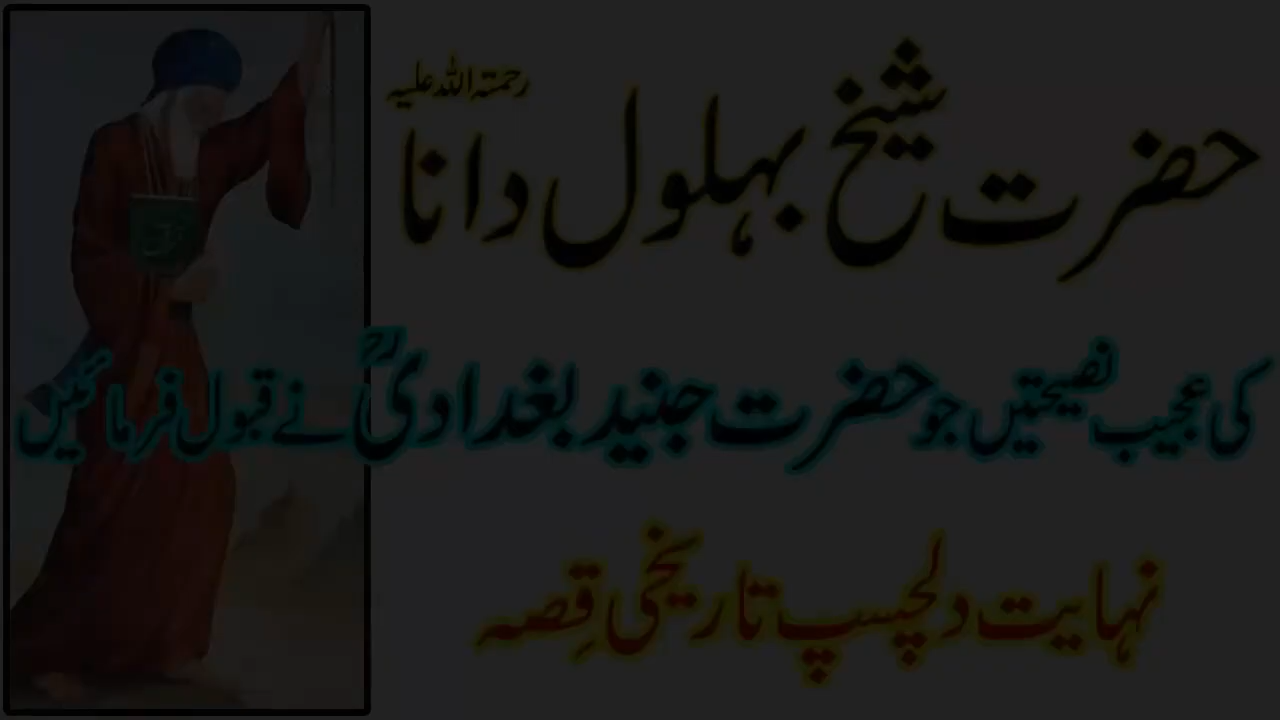 حضرت شیخ بہلول دانا رحمتہ اللہ علیہ
کی عجیب نصیحتیں جو حضرت جنید بغدادیؒ نے قبول فرمائیں
نہایت دلچسپ تاریخی قِصہ